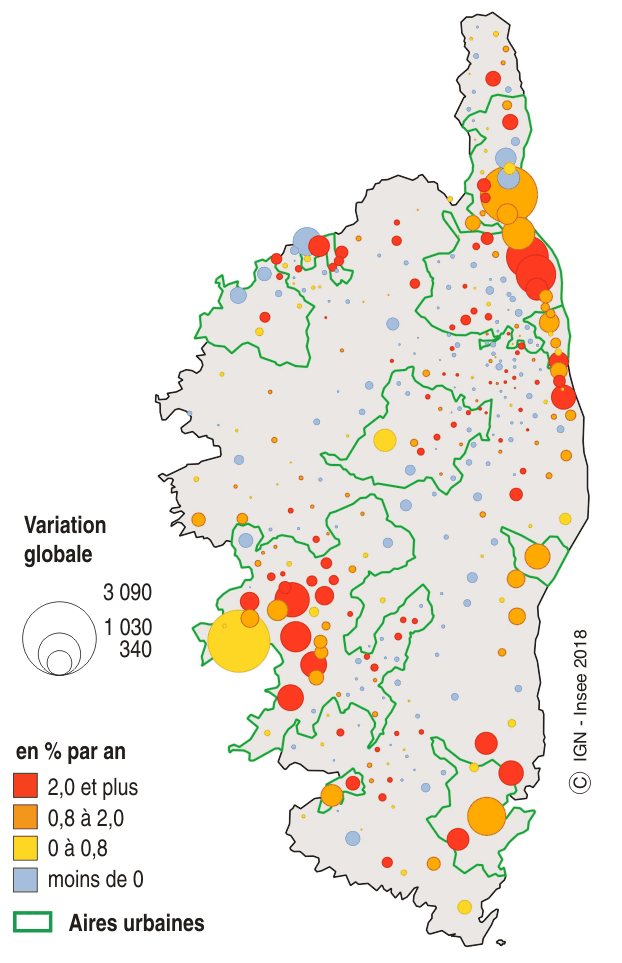 Variation
globale
3 090
1 030
340
en % par an
2,0 et plus
0,8 à 2,0
0 à 0,8
moins de 0
Aires urbaines
© IGN - Insee 2018